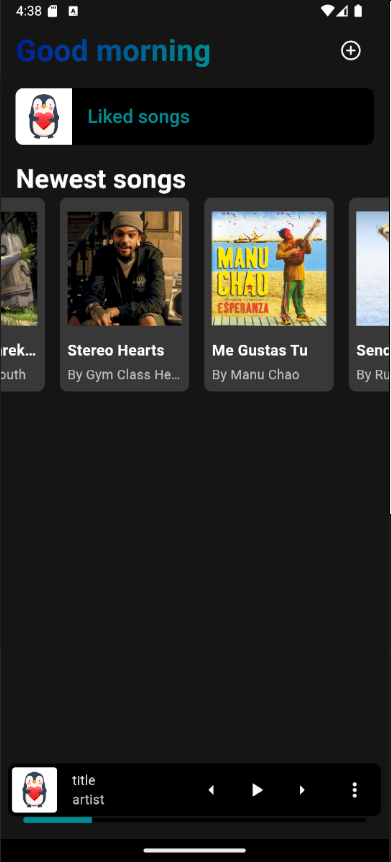 4:38
A
Good morning
Liked songs
Newest songs
MANU
CHAO
ESPERANZA
rek...
Stereo Hearts
Me Gustas Tu
Senc
outh
By Gym Class He...
By Manu Chao
By Ru
title
artist